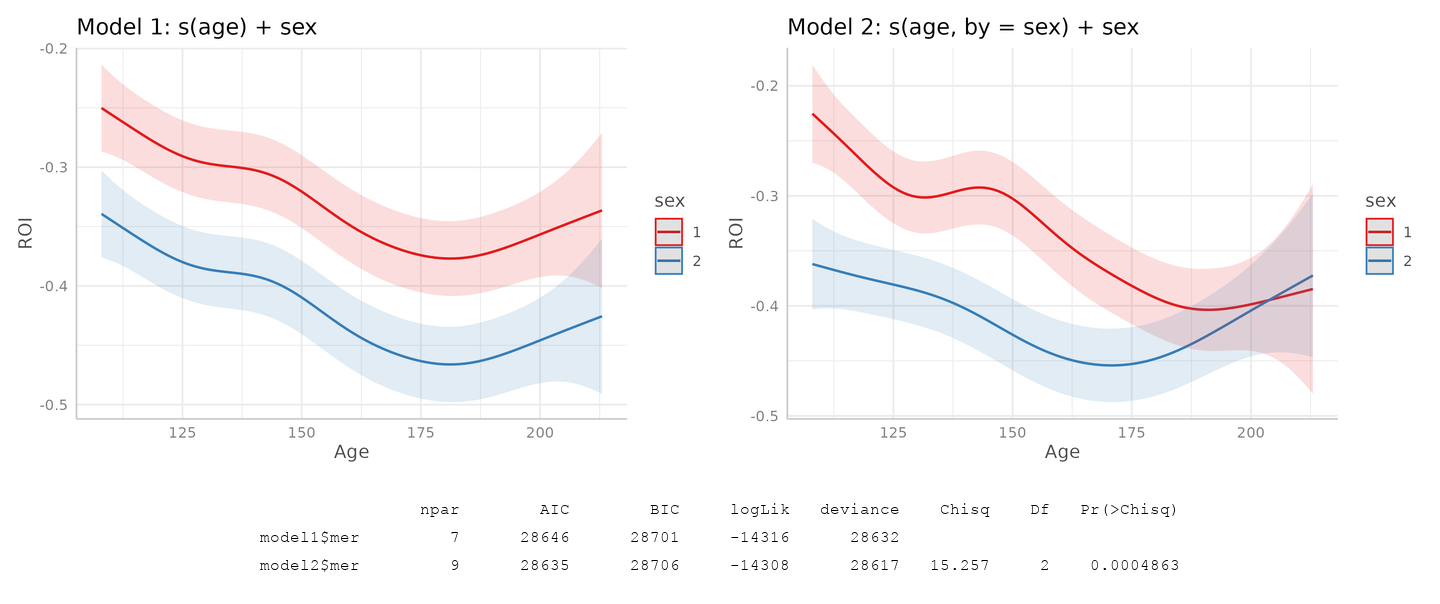 Model 1: s(age) + sex
-0.2
-0.3
-0.4
-0.5
ROI
125 150 175 200
Age
sex
1
2
Model 2: s(age, by = sex) + sex
-0.2
-0.3
-0.4
-0.5
ROI
125 150 175 200
Age
sex
1
2
npar AIC BIC logLik deviance Chisq Df Pr(>Chisq)
model1$mer 7 28646 28701 -14316 28632
model2$mer 9 28635 28706 -14308 28617 15.257 2 0.0004863